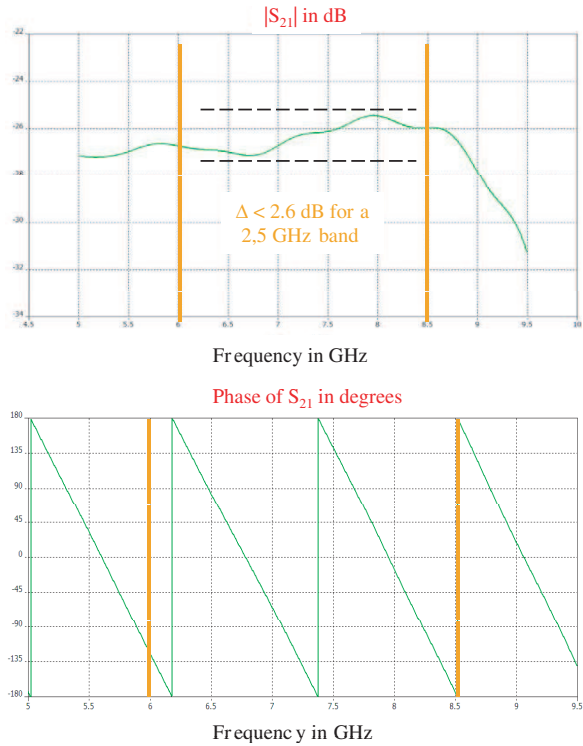 |S21| in dB
-22
-24
-26
-28
-30
-32
-34
Δ < 2.6 dB for a
2,5 GHz band
4.5 5 5.5 6 6.5 7 7.5 8 8.5 9 9.5 10
Frequency in GHz
Phase of S21 in degrees
180
135
90
45
0
-45
-90
-135
-180
5 5.5 6 6.5 7 7.5 8 8.5 9 9.5
Frequency in GHz